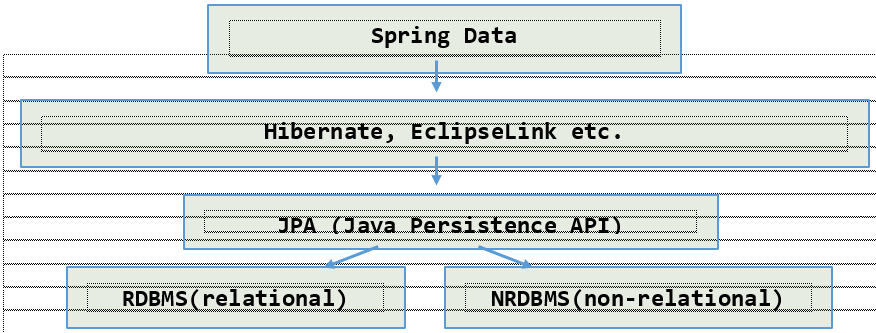 Spring Data
Hibernate, EclipseLink etc.
JPA (Java Persistence API)
RDBMS(relational)
NRDBMS(non-relational)